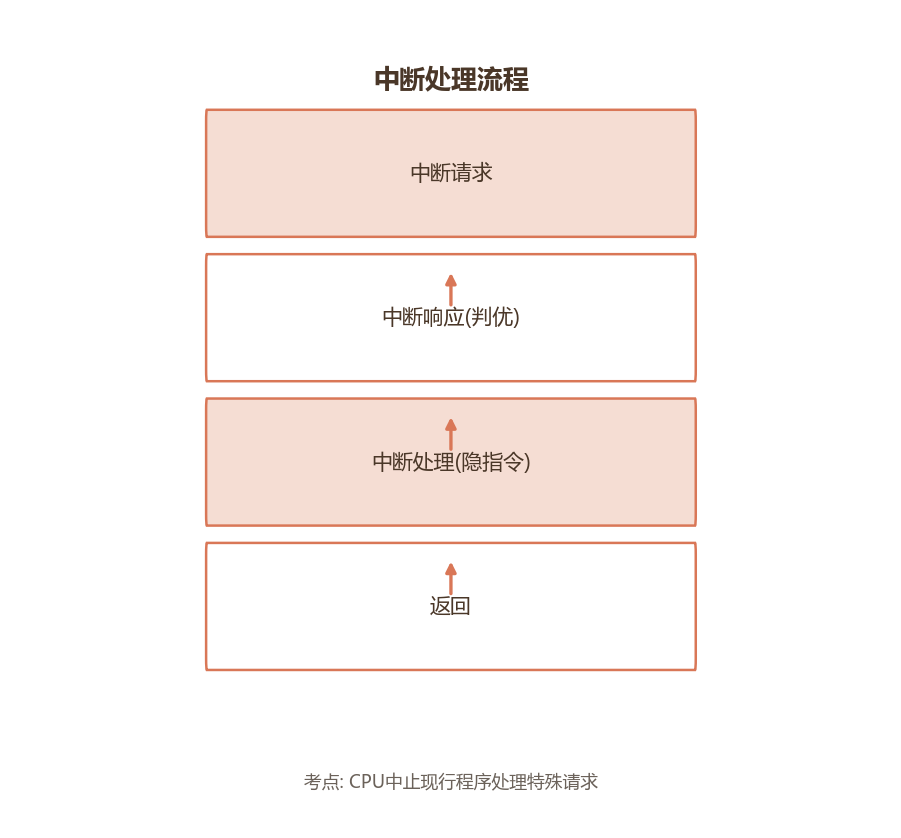 中断处理流程
中断请求
中断响应(判优)
中断处理(隐指令)
返回
考点: CPU中止现行程序处理特殊请求